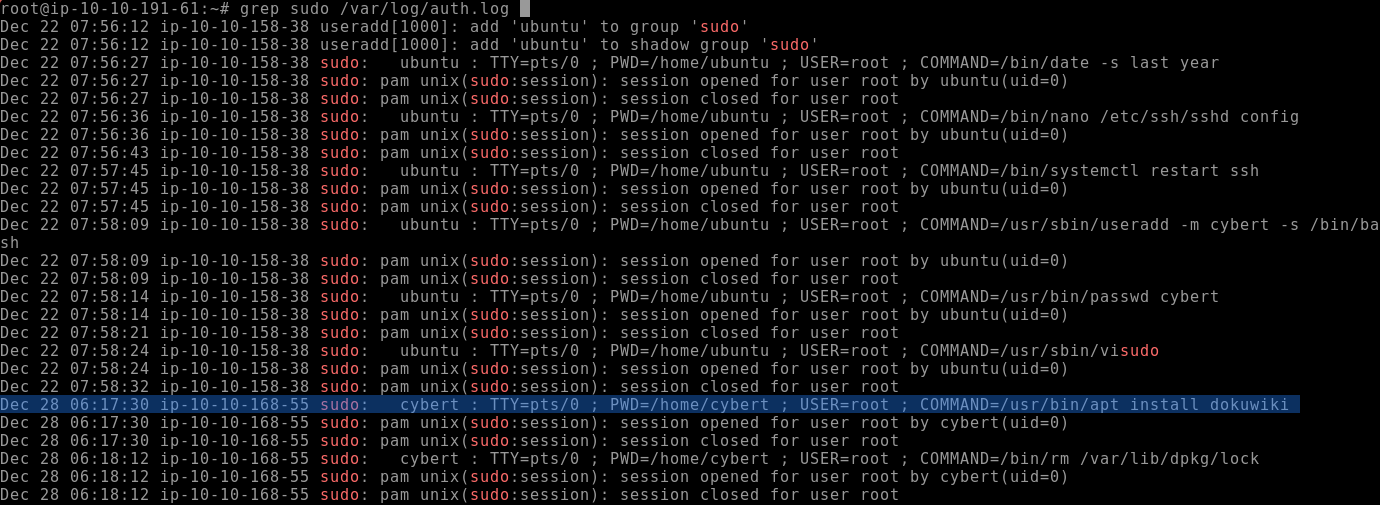 root@ip-10-10-191-61:~# grep sudo /var/log/auth.log
Dec 22 07:56:12 ip-10-10-158-38 useradd[1000]: add 'ubuntu' to group 'sudo'
Dec 22 07:56:12 ip-10-10-158-38 useradd[1000]: add 'ubuntu' to shadow group 'sudo'
Dec 22 07:56:27 ip-10-10-158-38 sudo:   ubuntu : TTY=pts/0 ; PWD=/home/ubuntu ; USER=root ; COMMAND=/bin/date -s last year
Dec 22 07:56:27 ip-10-10-158-38 sudo: pam unix(sudo:session): session opened for user root by ubuntu(uid=0)
Dec 22 07:56:27 ip-10-10-158-38 sudo: pam unix(sudo:session): session closed for user root
Dec 22 07:56:36 ip-10-10-158-38 sudo:   ubuntu : TTY=pts/0 ; PWD=/home/ubuntu ; USER=root ; COMMAND=/bin/nano /etc/ssh/sshd config
Dec 22 07:56:36 ip-10-10-158-38 sudo: pam unix(sudo:session): session opened for user root by ubuntu(uid=0)
Dec 22 07:56:43 ip-10-10-158-38 sudo: pam unix(sudo:session): session closed for user root
Dec 22 07:57:45 ip-10-10-158-38 sudo:   ubuntu : TTY=pts/0 ; PWD=/home/ubuntu ; USER=root ; COMMAND=/bin/systemctl restart ssh
Dec 22 07:57:45 ip-10-10-158-38 sudo: pam unix(sudo:session): session opened for user root by ubuntu(uid=0)
Dec 22 07:57:45 ip-10-10-158-38 sudo: pam unix(sudo:session): session closed for user root
Dec 22 07:58:09 ip-10-10-158-38 sudo:   ubuntu : TTY=pts/0 ; PWD=/home/ubuntu ; USER=root ; COMMAND=/usr/sbin/useradd -m cybert -s /bin/ba
sh
Dec 22 07:58:09 ip-10-10-158-38 sudo: pam unix(sudo:session): session opened for user root by ubuntu(uid=0)
Dec 22 07:58:09 ip-10-10-158-38 sudo: pam unix(sudo:session): session closed for user root
Dec 22 07:58:14 ip-10-10-158-38 sudo:   ubuntu : TTY=pts/0 ; PWD=/home/ubuntu ; USER=root ; COMMAND=/usr/bin/passwd cybert
Dec 22 07:58:14 ip-10-10-158-38 sudo: pam unix(sudo:session): session opened for user root by ubuntu(uid=0)
Dec 22 07:58:21 ip-10-10-158-38 sudo: pam unix(sudo:session): session closed for user root
Dec 22 07:58:24 ip-10-10-158-38 sudo:   ubuntu : TTY=pts/0 ; PWD=/home/ubuntu ; USER=root ; COMMAND=/usr/sbin/visudo
Dec 22 07:58:24 ip-10-10-158-38 sudo: pam unix(sudo:session): session opened for user root by ubuntu(uid=0)
Dec 22 07:58:32 ip-10-10-158-38 sudo: pam unix(sudo:session): session closed for user root
Dec 28 06:17:30 ip-10-10-168-55 sudo:   cybert : TTY=pts/0 ; PWD=/home/cybert ; USER=root ; COMMAND=/usr/bin/apt install dokuwiki
Dec 28 06:17:30 ip-10-10-168-55 sudo: pam unix(sudo:session): session opened for user root by cybert(uid=0)
Dec 28 06:17:30 ip-10-10-168-55 sudo: pam unix(sudo:session): session closed for user root
Dec 28 06:18:12 ip-10-10-168-55 sudo:   cybert : TTY=pts/0 ; PWD=/home/cybert ; USER=root ; COMMAND=/bin/rm /var/lib/dpkg/lock
Dec 28 06:18:12 ip-10-10-168-55 sudo: pam unix(sudo:session): session opened for user root by cybert(uid=0)
Dec 28 06:18:12 ip-10-10-168-55 sudo: pam unix(sudo:session): session closed for user root